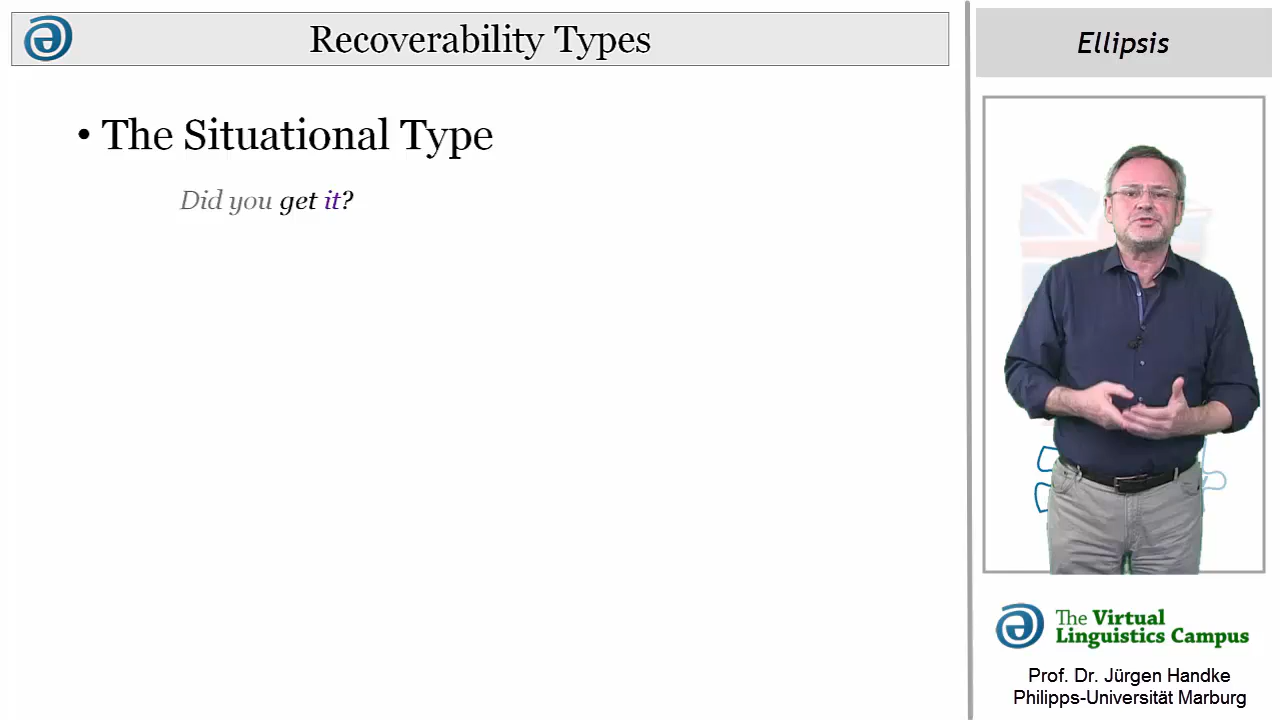 Recoverability Types
• The Situational Type
Did you get it?
Ellipsis
The Virtual
Linguistics Campus
Prof. Dr. Jürgen Handke
Philipps-Universität Marburg